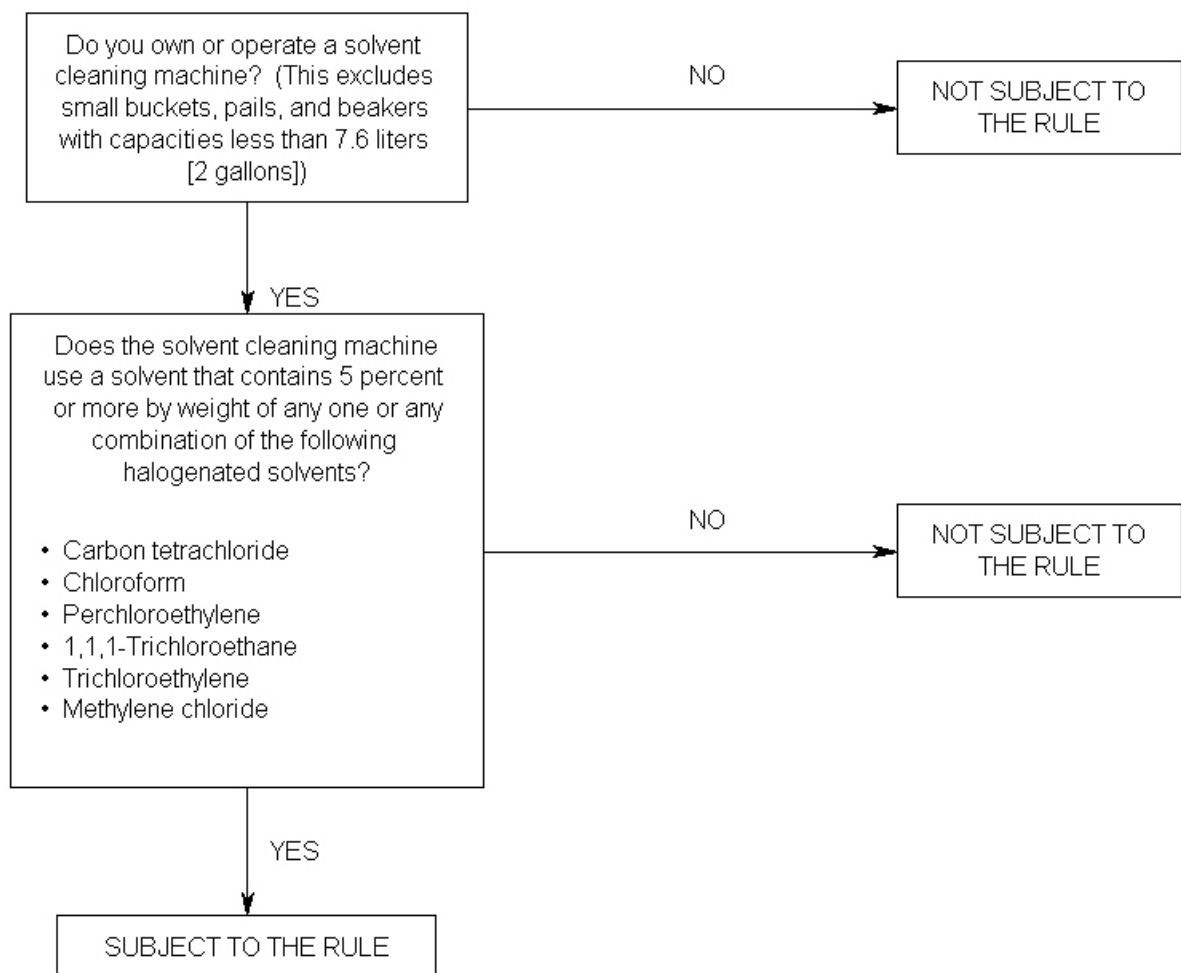 Do you own or operate a solvent
cleaning machine? (This excludes
small buckets, pails, and beakers
with capacities less than 7.6 liters
[2 gallons])
NO
NOT SUBJECT TO
THE RULE
YES
Does the solvent cleaning machine
use a solvent that contains 5 percent
or more by weight of any one or any
combination of the following
halogenated solvents?
• Carbon tetrachloride
• Chloroform
• Perchloroethylene
• 1,1,1-Trichloroethane
• Trichloroethylene
• Methylene chloride
NO
NOT SUBJECT TO
THE RULE
YES
SUBJECT TO THE RULE